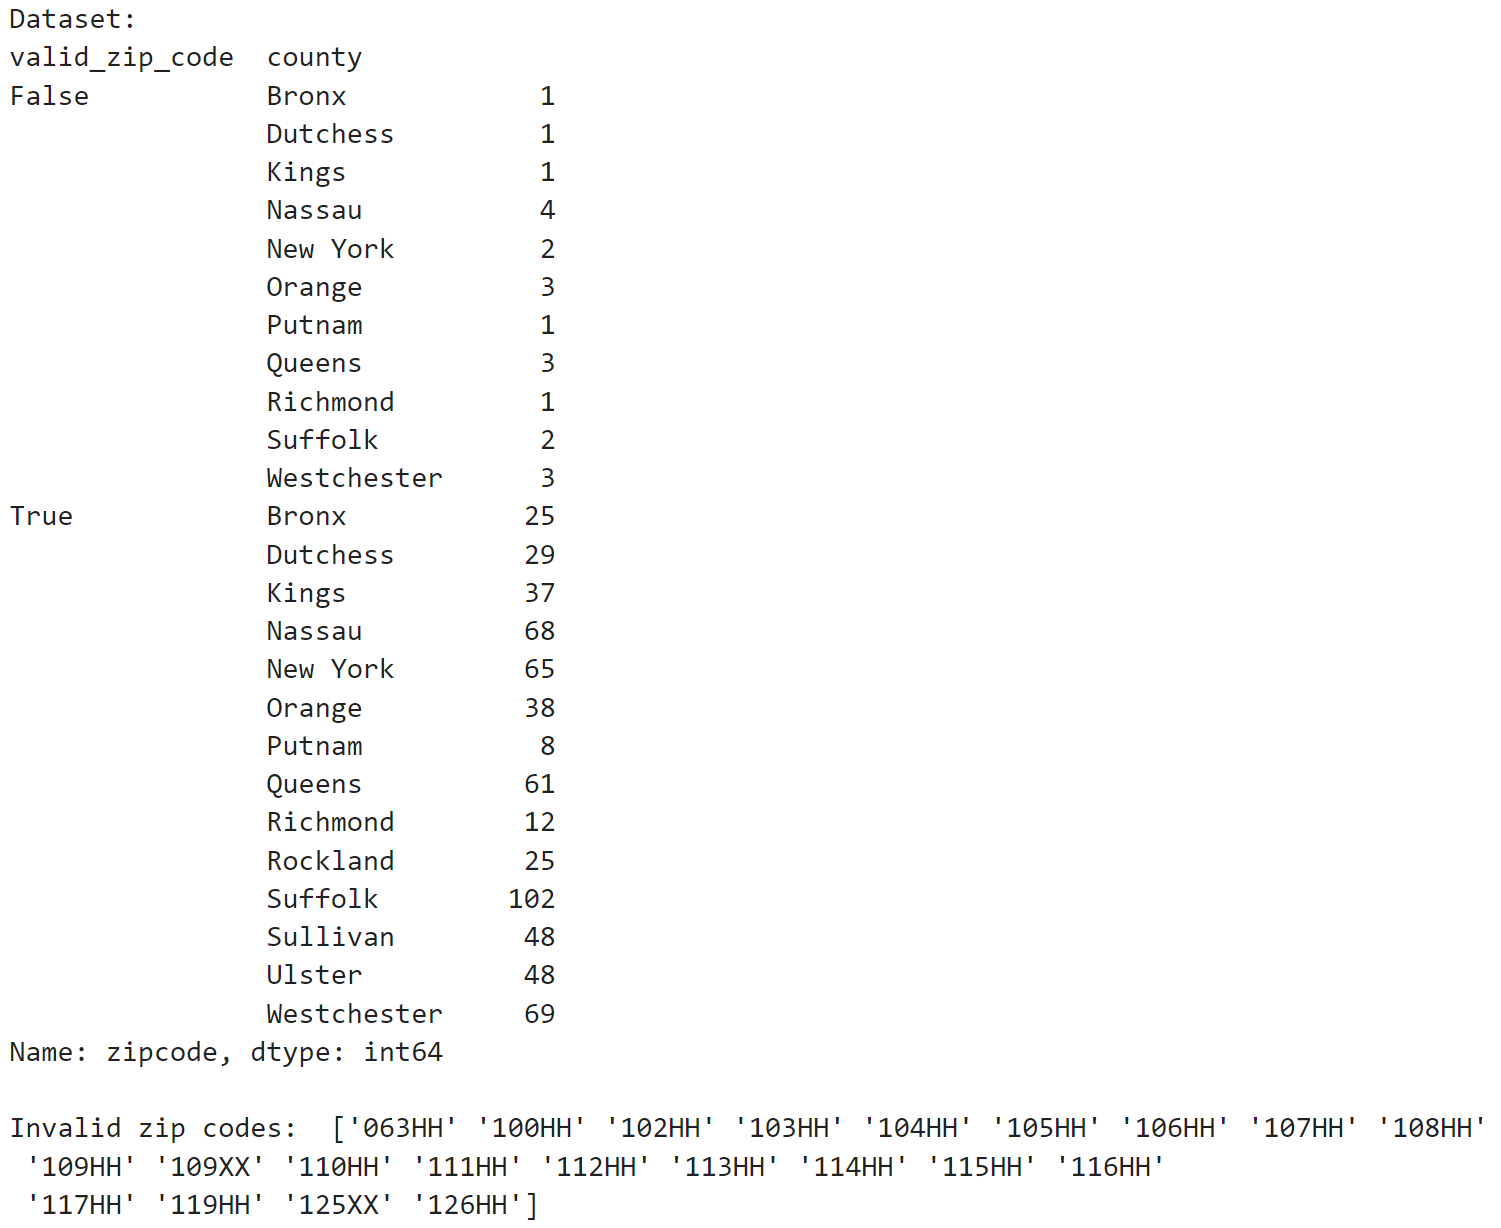 Dataset:
valid_zip_code  county
False           Bronx            1
                Dutchess         1
                Kings            1
                Nassau           4
                New York         2
                Orange           3
                Putnam           1
                Queens           3
                Richmond         1
                Suffolk          2
                Westchester      3
True            Bronx           25
                Dutchess        29
                Kings           37
                Nassau          68
                New York        65
                Orange          38
                Putnam           8
                Queens          61
                Richmond        12
                Rockland        25
                Suffolk        102
                Sullivan        48
                Ulster          48
                Westchester     69
Name: zipcode, dtype: int64

Invalid zip codes:  ['063HH' '100HH' '102HH' '103HH' '104HH' '105HH' '106HH' '107HH' '108HH'
 '109HH' '109XX' '110HH' '111HH' '112HH' '113HH' '114HH' '115HH' '116HH'
 '117HH' '119HH' '125XX' '126HH']